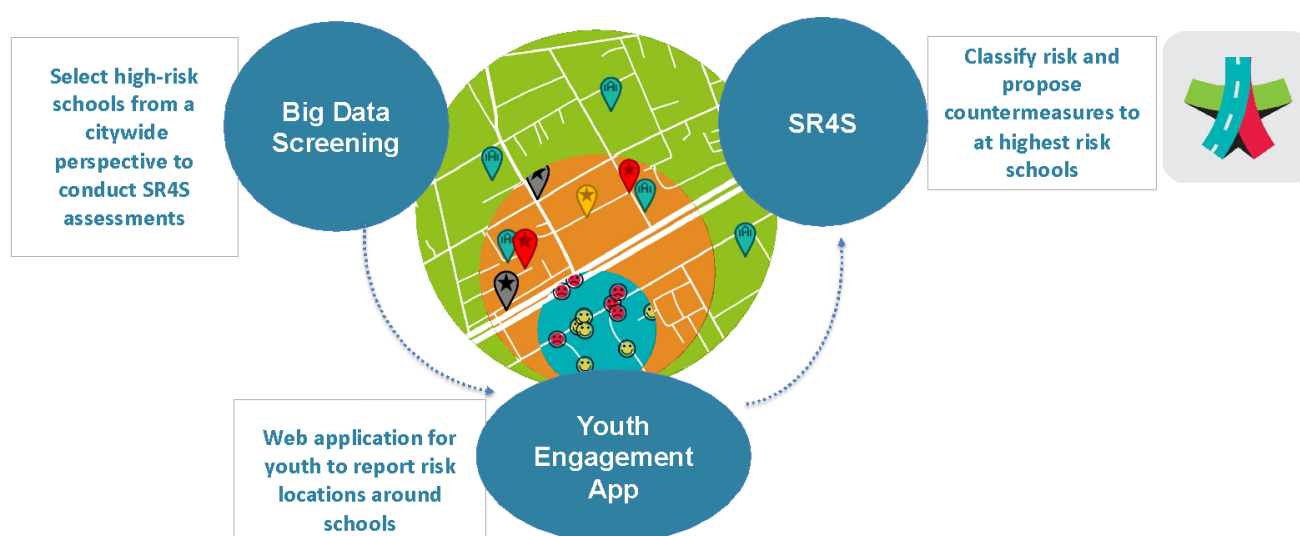 Select high-risk
schools from a
citywide
perspective to
conduct SR4S
assessments
Big Data
Screening
SR4S
Classify risk and
propose
countermeasures to
at highest risk
schools
Web application for
youth to report risk
locations around
schools
Youth
Engagement
App